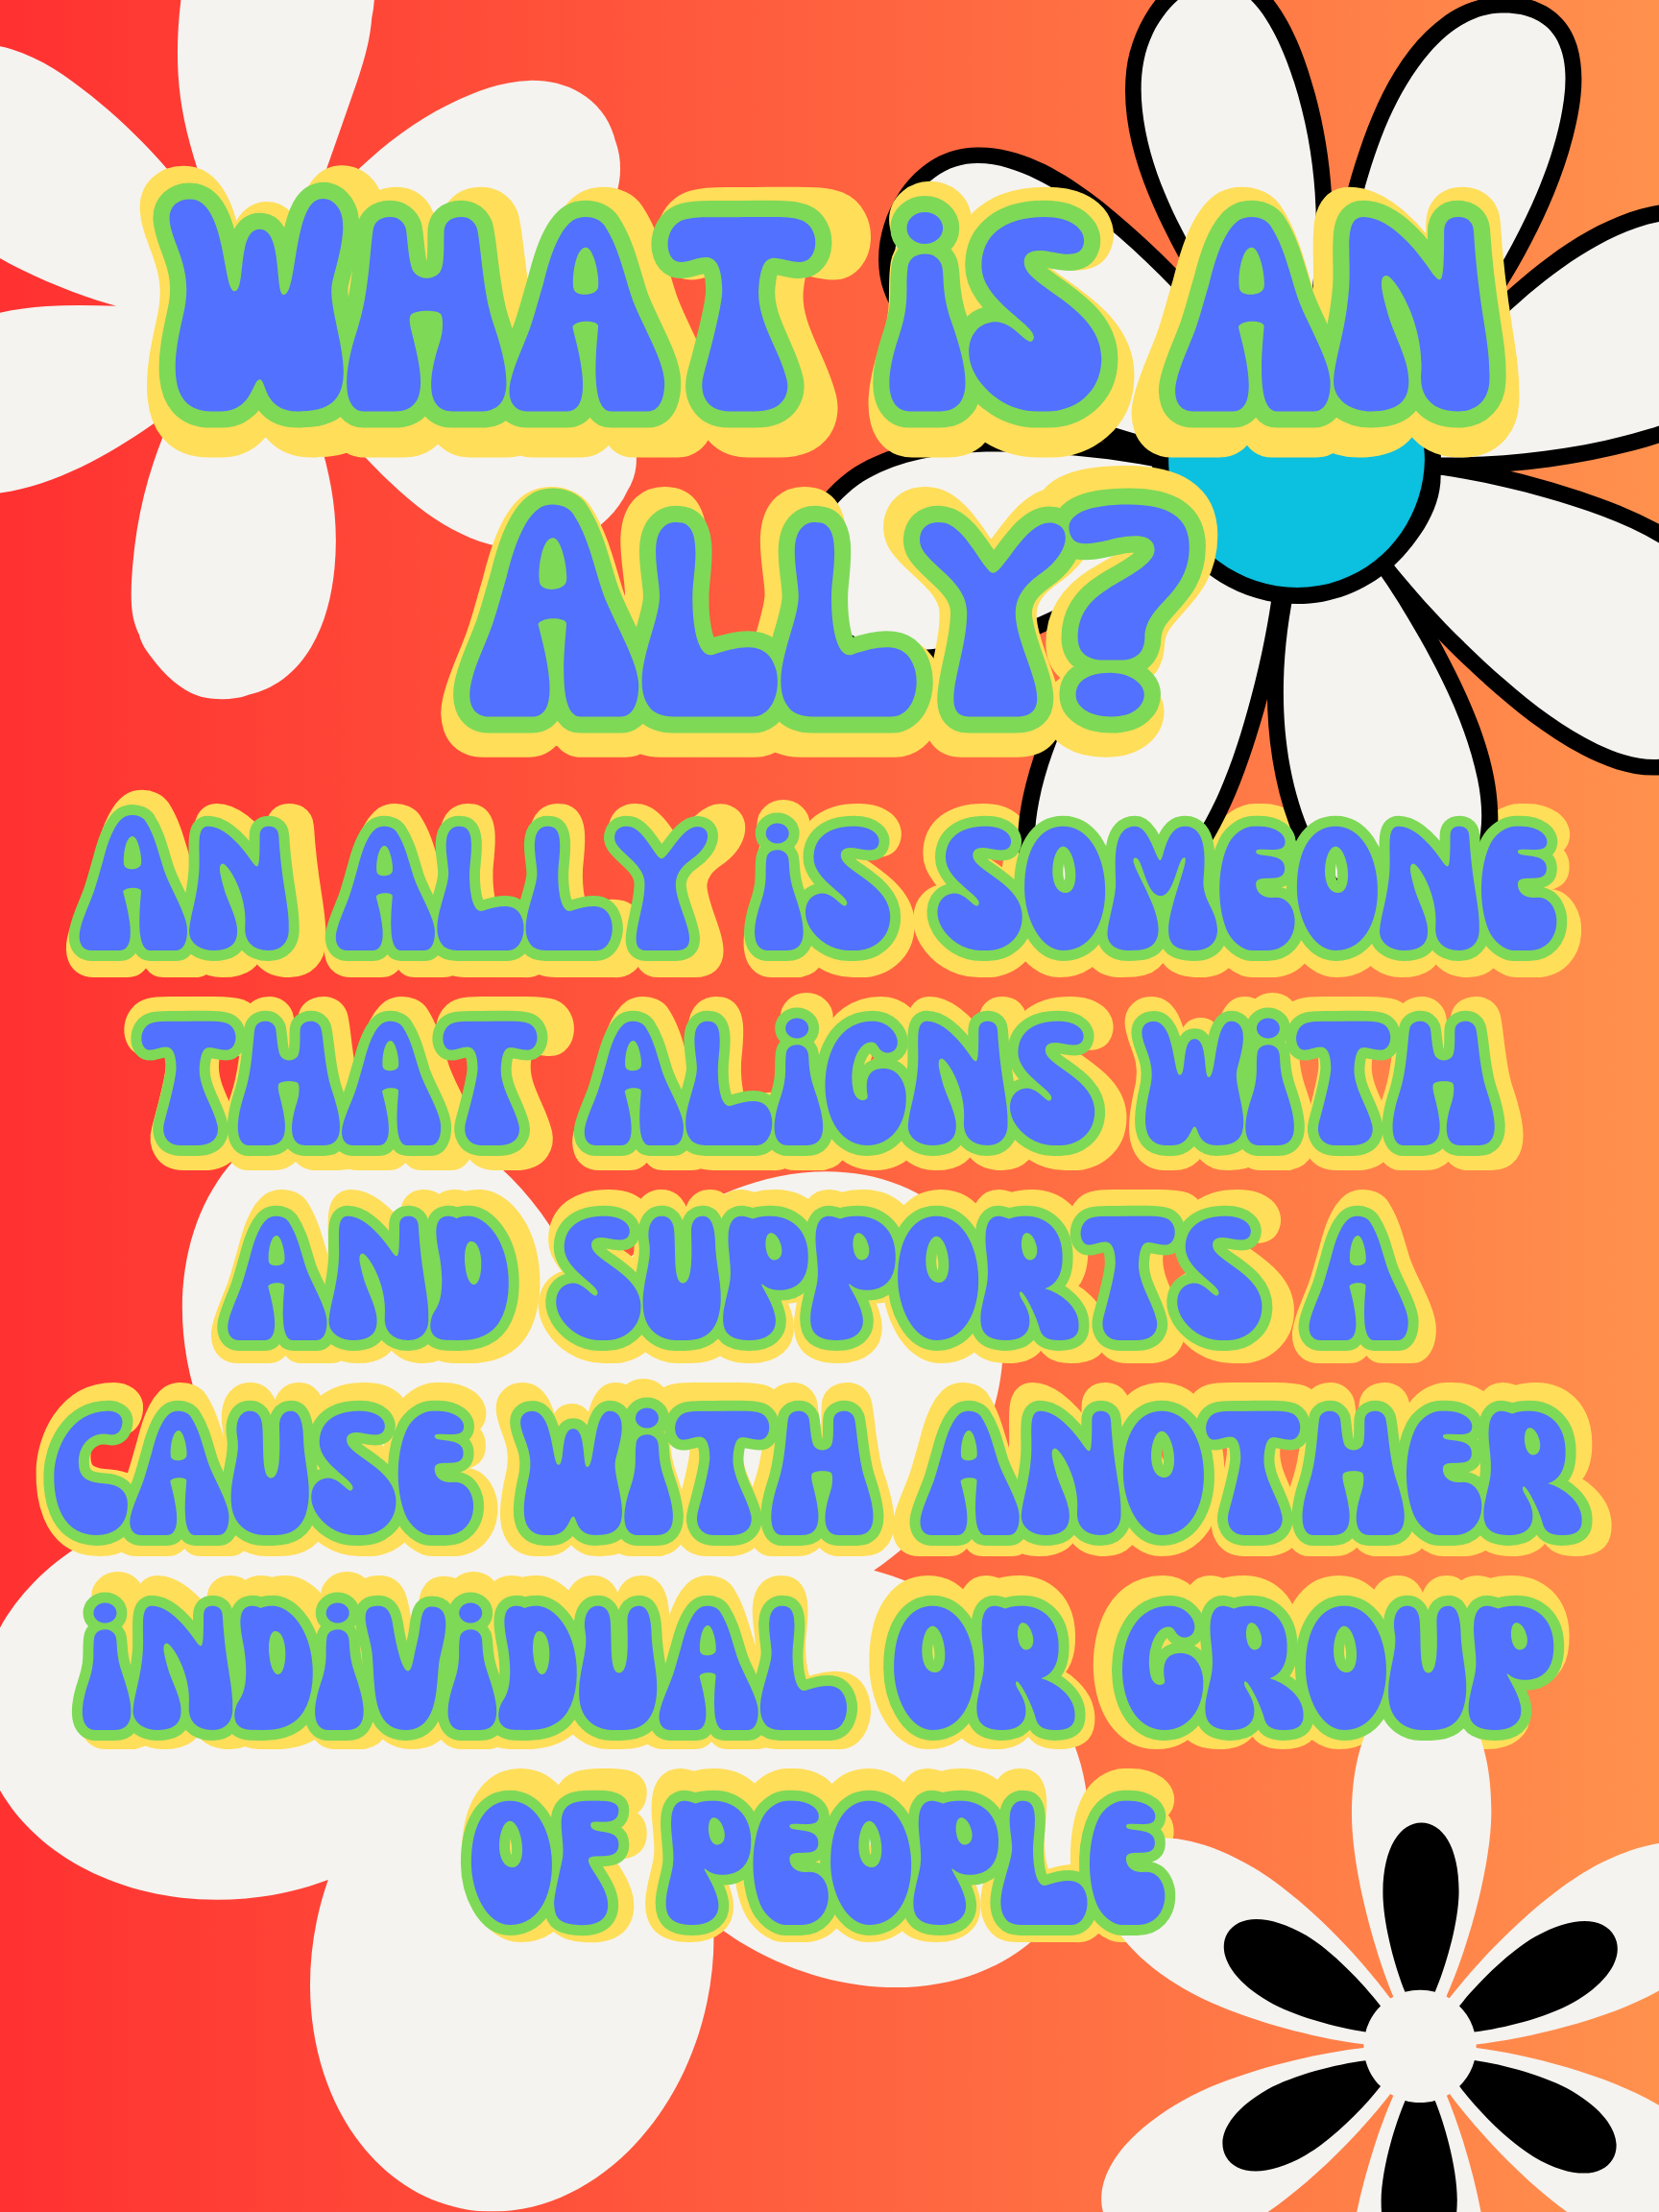 WHAT iS AN
ALLY?
AN ALLY iS SOMEONE
THAT ALiGNS WiTH
AND SUPPORTS A
CAUSE WiTH ANOTHER
iNDiViDUAL OR GROUP
OF PEOPLE